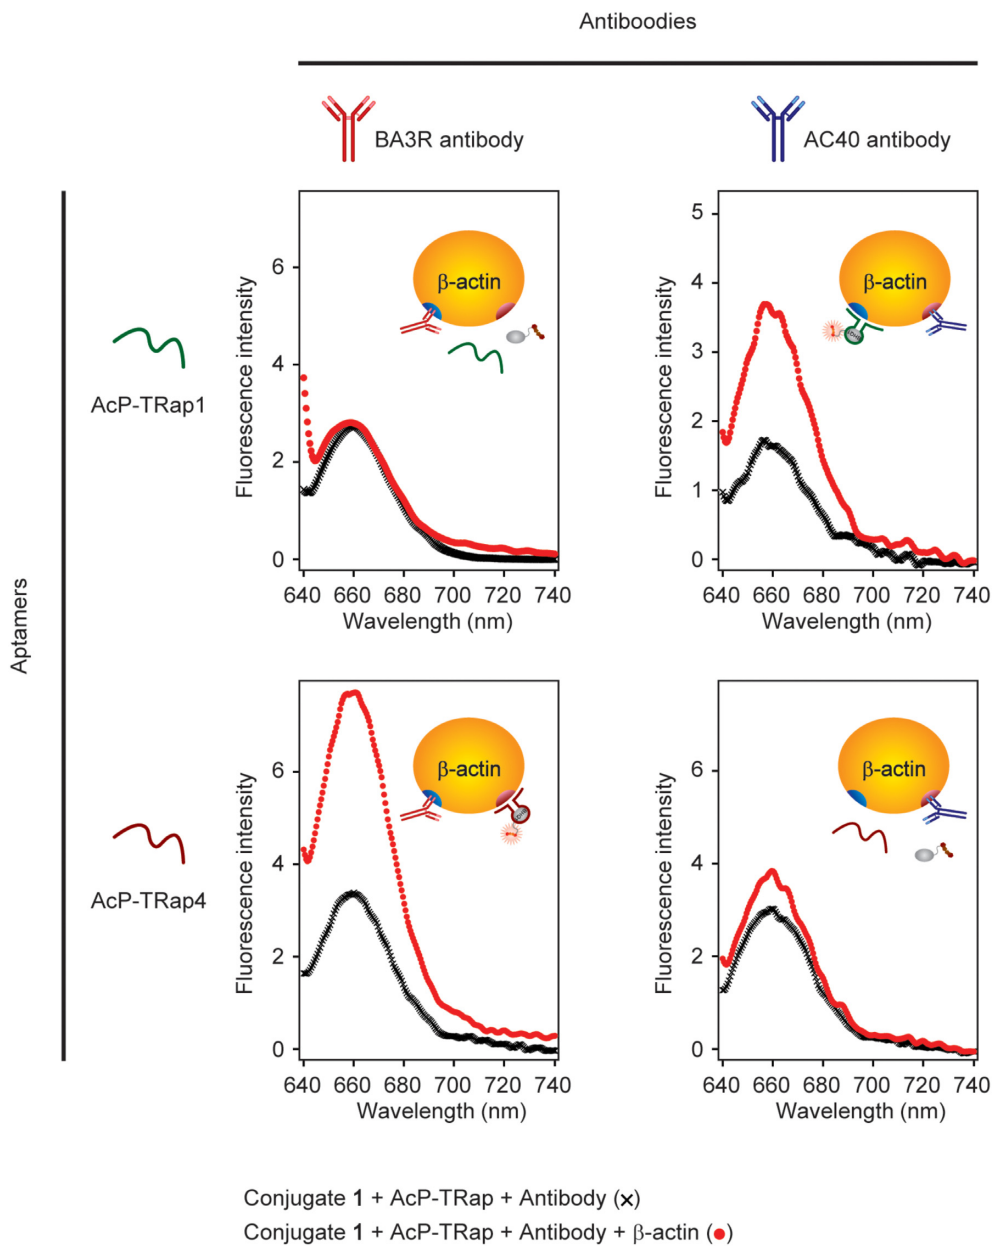 Antiboodies
BA3R antibody
AC40 antibody
Aptamers
AcP-TRap1
Fluorescence intensity
6
4
2
0
β-actin
640 660 680 700 720 740
Wavelength (nm)
Fluorescence intensity
5
4
3
2
1
0
β-actin
640 660 680 700 720 740
Wavelength (nm)
AcP-TRap4
Fluorescence intensity
6
4
2
0
β-actin
640 660 680 700 720 740
Wavelength (nm)
Fluorescence intensity
6
4
2
0
β-actin
640 660 680 700 720 740
Wavelength (nm)
Conjugate 1 + AcP-TRap + Antibody (×)
Conjugate 1 + AcP-TRap + Antibody + β-actin (●)